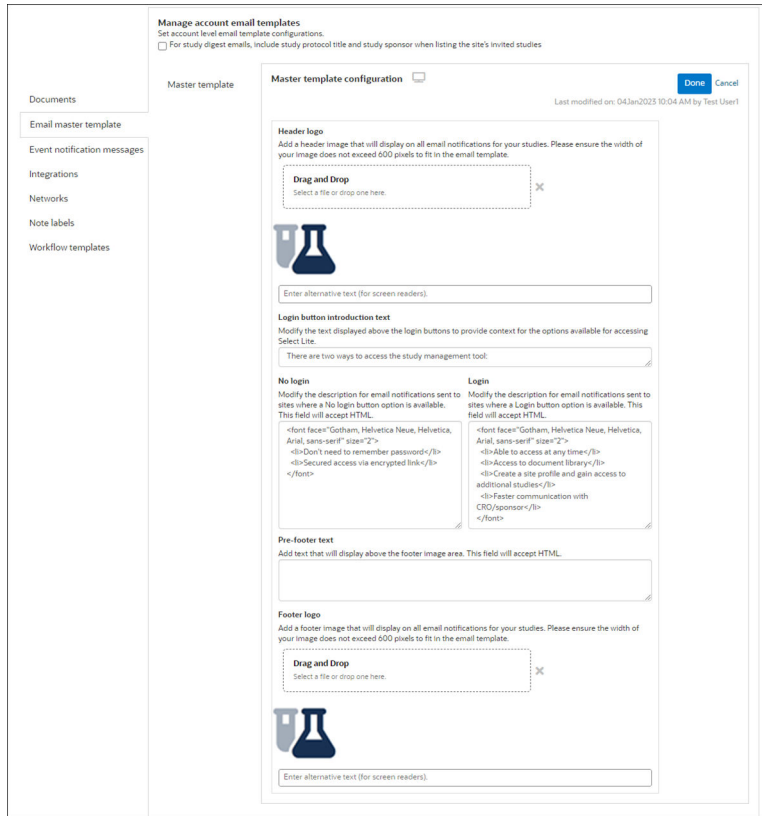 Manage account email templates
Set account level email template configurations.
For study digest emails, include study protocol title and study sponsor when listing the site's invited studies
Documents
Email master template
Event notification messages
Integrations
Networks
Note labels
Workflow templates
Master template
Master template configuration
Done Cancel
Last modified on: 04,Jan2023 10:04 AM by Test User1
Header logo
Add a header image that will display on all email notifications for your studies. Please ensure the width of
your image does not exceed 600 pixels to fit in the email template.
Drag and Drop
Select a file or drop one here.
Enter alternative text (for screen readers).
Login button introduction text
Modify the text displayed above the login buttons to provide context for the options available for accessing
Select Lite.
There are two ways to access the study management tool:
No login
Modify the description for email notifications sent to
sites where a No login button option is available.
This field will accept HTML.
<font face="Gotham, Helvetica Neue, Helvetica,
Arial, sans-serif" size="2">
<li>Don't need to remember password</li>
<li>Secured access via encrypted link</li>
</font>
Login
Modify the description for email notifications sent to
sites where a Login button option is available. This
field will accept HTML.
<font face="Gotham, Helvetica Neue, Helvetica,
Arial, sans-serif" size="2">
<li>Able to access at any time</li>
<li>Access to document library</li>
<li>Create a site profile and gain access to
additional studies</li>
<li>Faster communication with
CRO/sponsor</li>
</font>
Pre-footer text
Add text that will display above the footer image area. This field will accept HTML.
Footer logo
Add a footer image that will display on all email notifications for your studies. Please ensure the width of
your image does not exceed 600 pixels to fit in the email template.
Drag and Drop
Select a file or drop one here.
Enter alternative text (for screen readers).